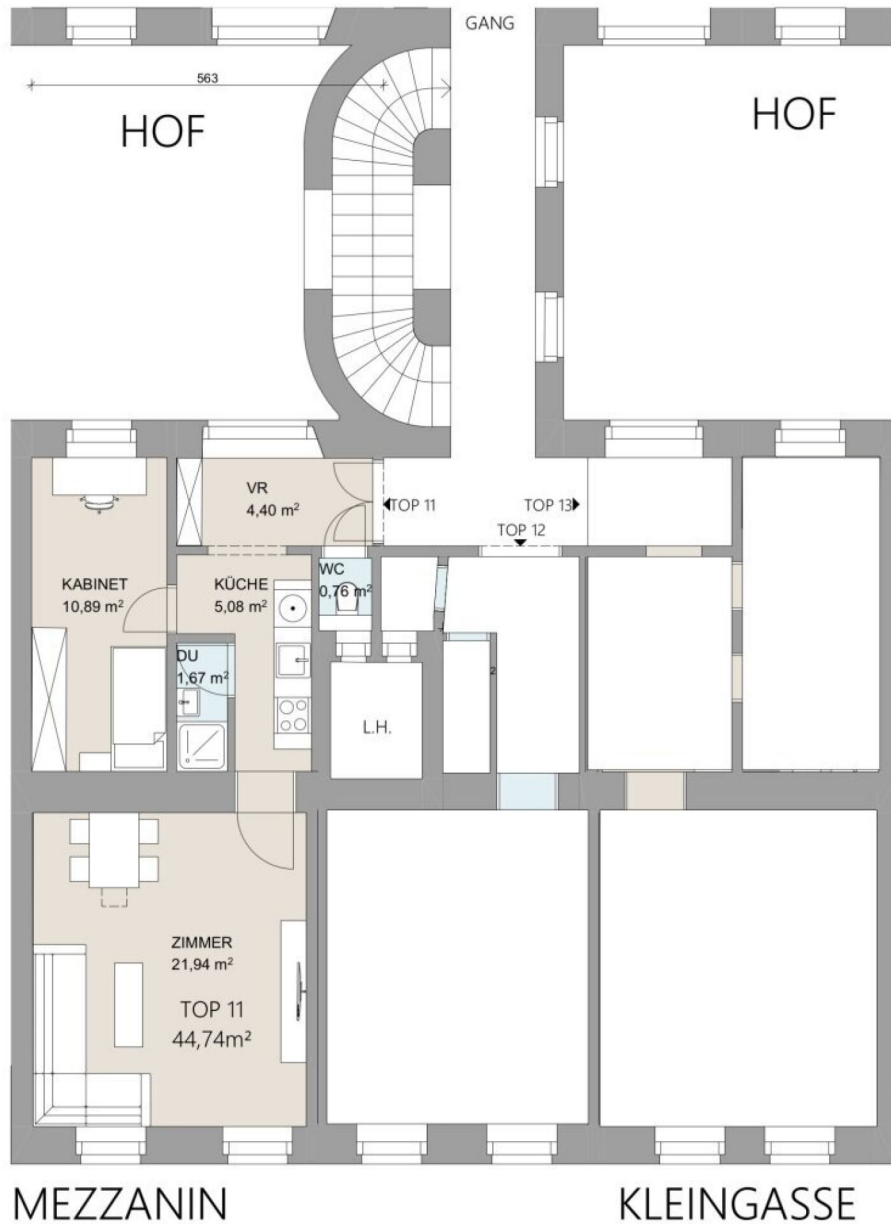 GANG
563
HOF
HOF
VR
4,40 m²
TOP 11
TOP 13
TOP 12
KABINET
10,89 m²
KÜCHE
5,08 m²
WC
0,76 m²
DU
1,67 m²
2
L.H.
ZIMMER
21,94 m²
TOP 11
44,74m²
MEZZANIN
KLEINGASSE